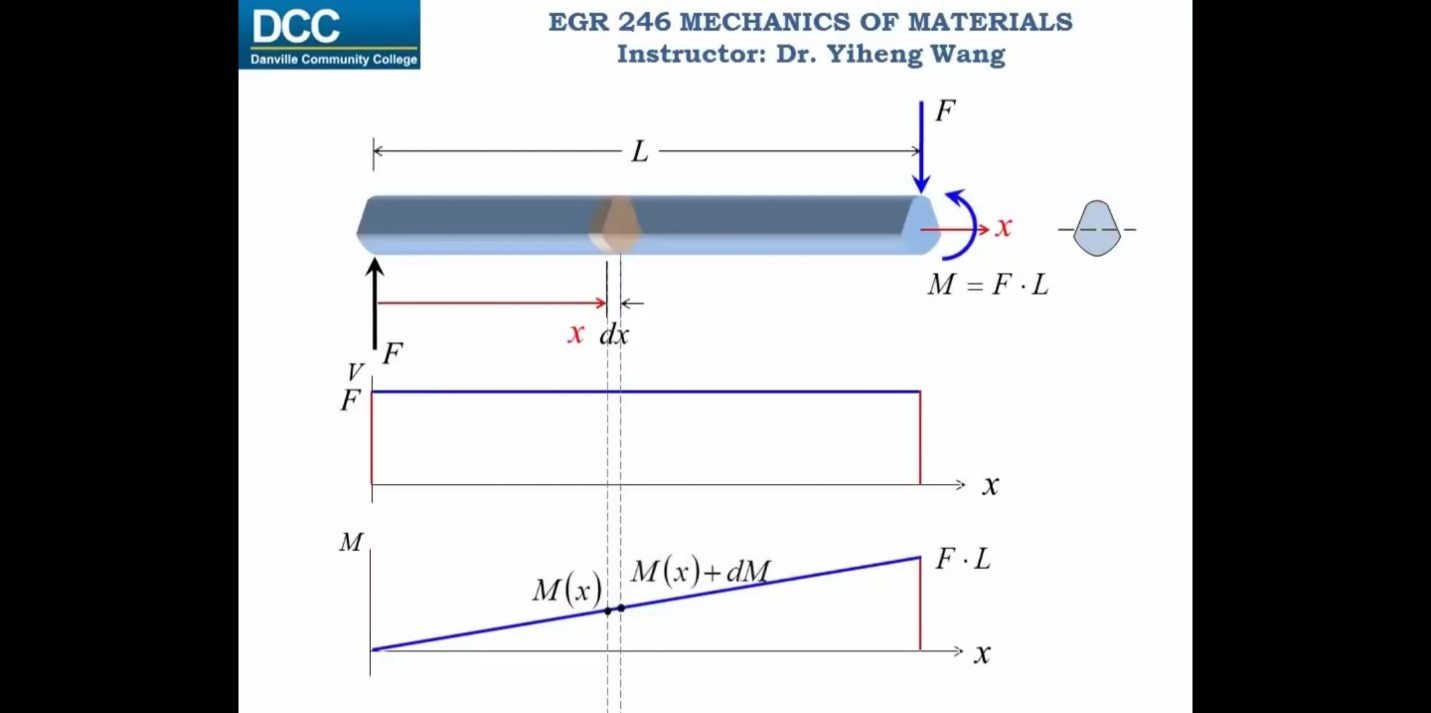 DCC
Danville Community College
EGR 246 MECHANICS OF MATERIALS
Instructor: Dr. Yiheng Wang
F
L
x
M = F · L
x dx
F
V
F
x
M
M(x)
M(x)+dM
F · L
x